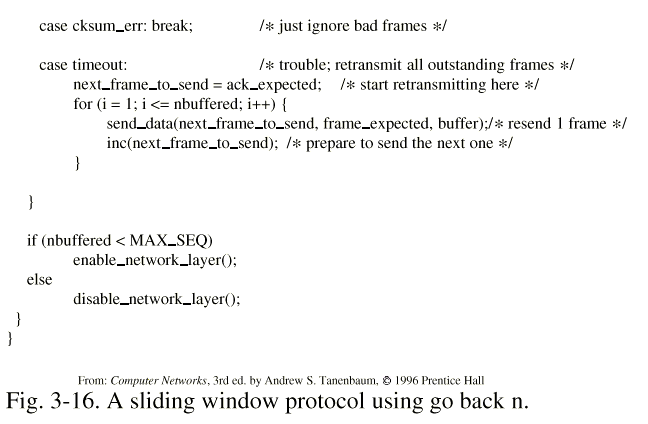 case cksum_err: break; /* just ignore bad frames */
case timeout: /* trouble; retransmit all outstanding frames */
next_frame_to_send = ack_expected; /* start retransmitting here */
for (i = 1; i <= nbuffered; i++) {
send_data(next_frame_to_send, frame_expected, buffer);/* resend 1 frame */
inc(next_frame_to_send); /* prepare to send the next one */
}
}
if (nbuffered < MAX_SEQ)
enable_network_layer();
else
disable_network_layer();
}
}
From: Computer Networks, 3rd ed. by Andrew S. Tanenbaum, © 1996 Prentice Hall
Fig. 3-16. A sliding window protocol using go back n.